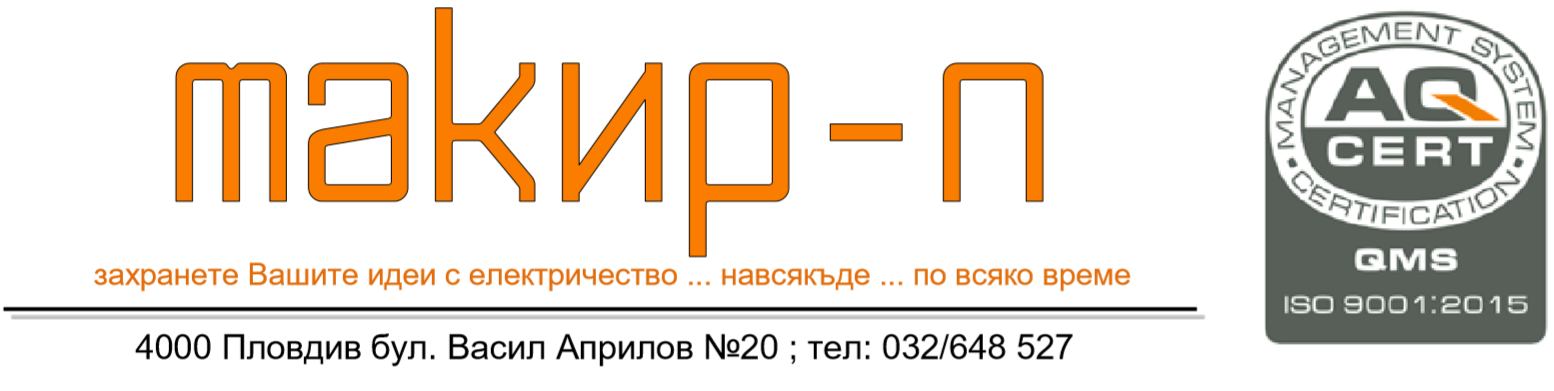 макир-п
захранете Вашите идеи с електричество ... навсякъде ... по всяко време
4000 Пловдив бул. Васил Априлов №20 ; тел: 032/648 527
MANAGEMENT SYSTEM
AQ
CERT
CERTIFICATION
QMS
ISO 9001:2015